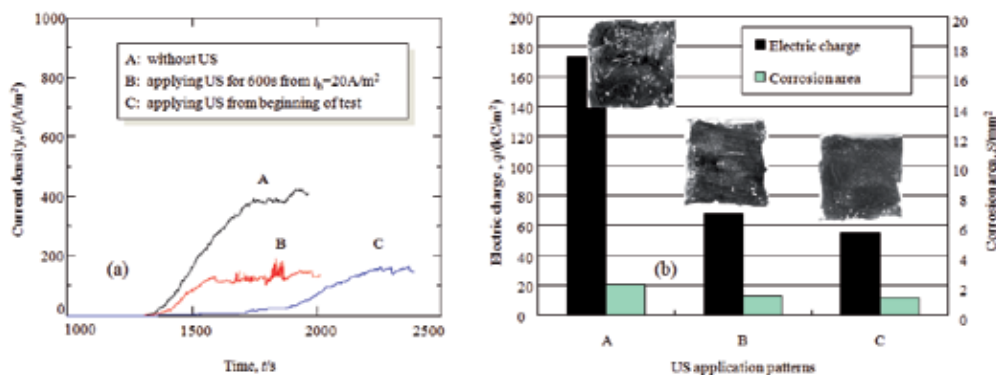 1000
800
600
400
200
0
Current density, i/(A/m²)
A: without US
B: applying US for 600s from
=20A/m²
C: applying US from beginning of test
A
B
C
(a)
1000
1500
2000
2500
Time, t/s
200
180
160
140
120
100
80
60
40
20
0
Electric charge, q/(kC/m²)
Electric charge
Corrosion area
20
18
16
14
12
10
8
6
4
2
0
Corrosion area, S/mm²
(b)
A
B
C
US application patterns